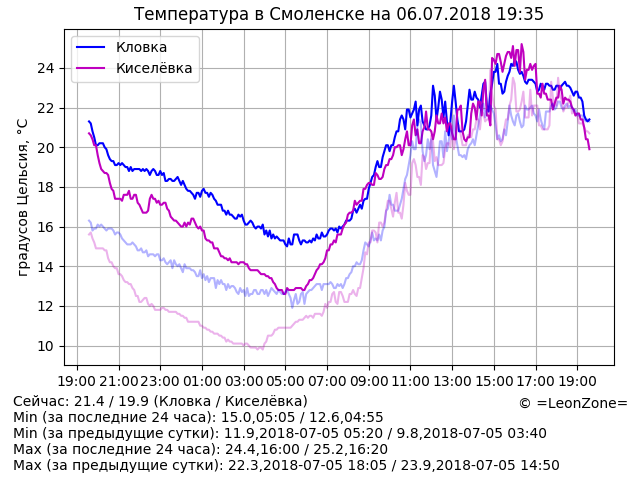 Температура в Смоленске на 06.07.2018 19:35
Кловка
Киселёвка
градусов Цельсия, °C
24
22
20
18
16
14
12
10
19:00 21:00 23:00 01:00 03:00 05:00 07:00 09:00 11:00 13:00 15:00 17:00 19:00
Сейчас: 21.4 / 19.9 (Кловка / Киселёвка)
© =LeonZone=
Min (за последние 24 часа): 15.0,05:05 / 12.6,04:55
Min (за предыдущие сутки): 11.9,2018-07-05 05:20 / 9.8,2018-07-05 03:40
Max (за последние 24 часа): 24.4,16:00 / 25.2,16:20
Max (за предыдущие сутки): 22.3,2018-07-05 18:05 / 23.9,2018-07-05 14:50